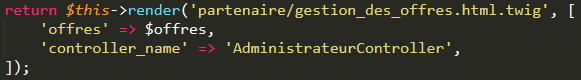 return $this->render('partenaire/gestion_des_offres.html.twig', [
    'offres' => $offres,
    'controller_name' => 'AdministrateurController',
]);